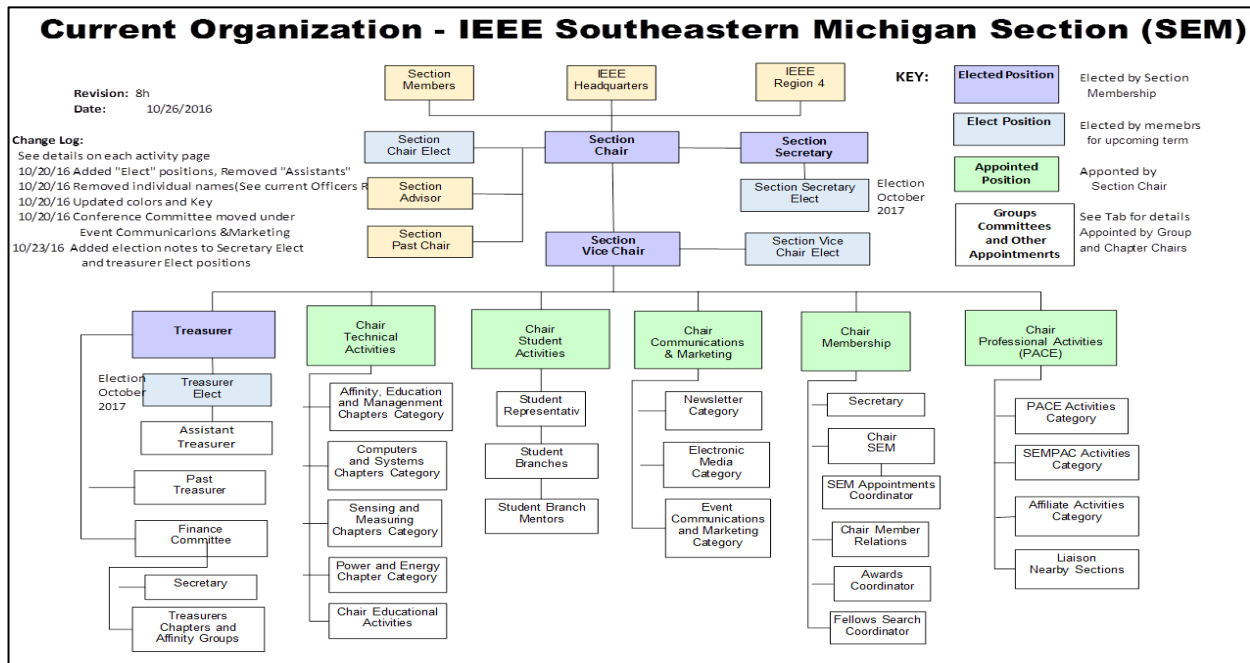 Current Organization - IEEE Southeastern Michigan Section (SEM)
Revision: 8h
Date: 10/26/2016
Change Log:
See details on each activity page
10/20/16 Added "Elect" positions, Removed "Assistants"
10/20/16 Removed individual names(See current Officers R
10/20/16 Updated colors and Key
10/20/16 Conference Committee moved under
Event Communicarions &Marketing
10/23/16 Added election notes to Secretary Elect
and treasurer Elect positions
Section
Members
IEEE
Headquarters
IEEE
Region 4
KEY:
Elected Position
Elected by Section
Membership
Elect Position
Elected by memebrs
for upcoming term
Appointed
Position
Apponted by
Section Chair
Groups
Committees
and Other
Appointmenrts
See Tab for details
Appointed by Group
and Chapter Chairs
Section
Chair Elect
Section
Chair
Section
Secretary
Section
Advisor
Section Secretary
Elect
Election
October
2017
Section
Past Chair
Section
Vice Chair
Section Vice
Chair Elect
Treasurer
Election
October
2017
Treasurer
Elect
Assistant
Treasurer
Past
Treasurer
Finance
Committee
Secretary
Treasurers
Chapters and
Affinity Groups
Chair
Technical
Activities
Affinity, Education
and Managenment
Chapters Category
Computers
and Systems
Chapters Category
Sensing and
Measuring
Chapters Category
Power and Energy
Chapter Category
Chair Educational
Activities
Chair
Student
Activities
Student
Representativ
Student
Branches
Student Branch
Mentors
Chair
Communications
& Marketing
Newsletter
Category
Electronic
Media
Category
Event
Communications
and Marketing
Category
Chair
Membership
Secretary
Chair
SEM
SEM Appointments
Coordinator
Chair Member
Relations
Awards
Coordinator
Fellows Search
Coordinator
Chair
Professional Activities
(PACE)
PACE Activities
Category
SEMPAC Activities
Category
Affiliate Activities
Category
Liaison
Nearby Sections